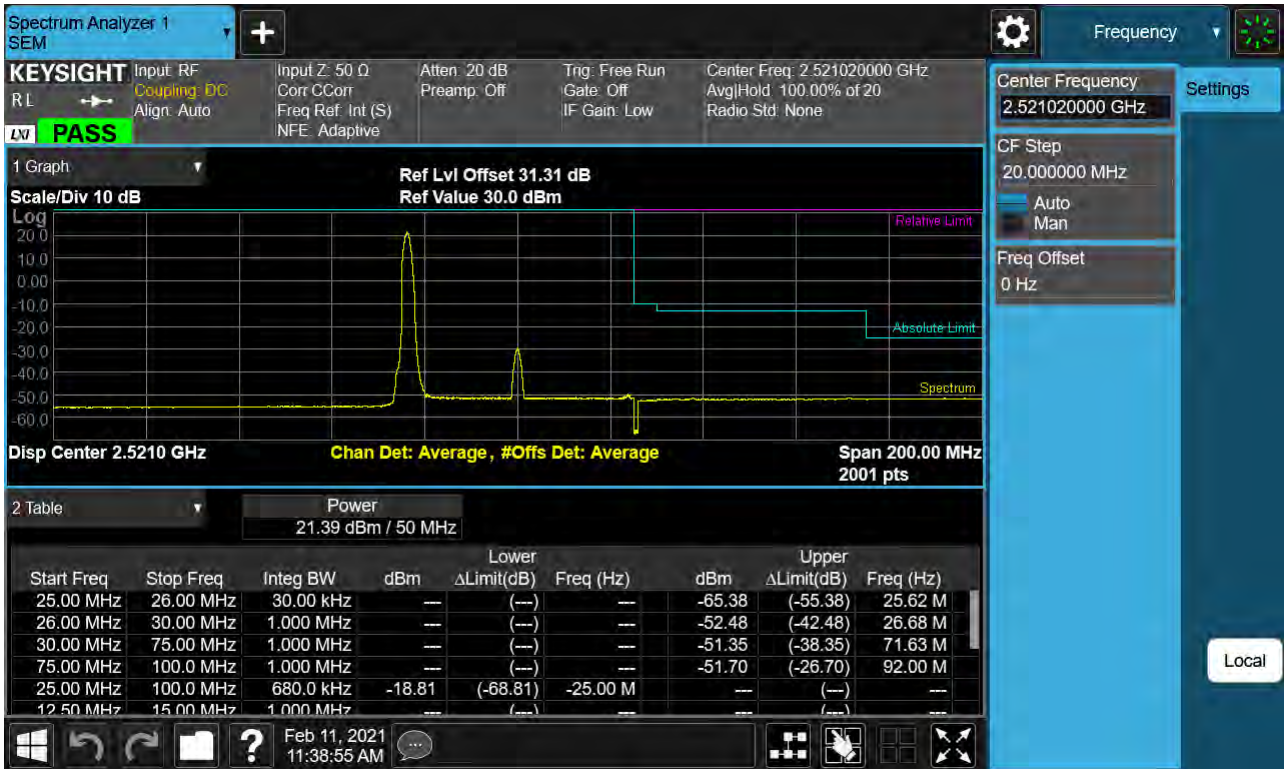 Spectrum Analyzer 1
SEM
Frequency
KEYSIGHT
R L
LXI
PASS
Input: RF
Coupling: DC
Align: Auto
Input Z: 50 Ω
Corr CCorr
Freq Ref: Int (S)
NFE: Adaptive
Atten: 20 dB
Preamp: Off
Trig: Free Run
Gate: Off
IF Gain: Low
Center Freq: 2.521020000 GHz
Avg|Hold: 100.00% of 20
Radio Std: None
Center Frequency
2.521020000 GHz
Settings
CF Step
20.000000 MHz
Auto
Man
Freq Offset
0 Hz
Local
1 Graph
Scale/Div 10 dB
Ref Lvl Offset 31.31 dB
Ref Value 30.0 dBm
Log
20.0
10.0
0.00
-10.0
-20.0
-30.0
-40.0
-50.0
-60.0
Relative Limit
Absolute Limit
Spectrum
Disp Center 2.5210 GHz
Chan Det: Average, #Offs Det: Average
Span 200.00 MHz
2001 pts
2 Table
Power
21.39 dBm / 50 MHz
Lower Upper
Start Freq Stop Freq Integ BW dBm ΔLimit(dB) Freq (Hz) dBm ΔLimit(dB) Freq (Hz)
25.00 MHz 26.00 MHz 30.00 kHz --- (---) --- -65.38 (-55.38) 25.62 M
26.00 MHz 30.00 MHz 1.000 MHz --- (---) --- -52.48 (-42.48) 26.68 M
30.00 MHz 75.00 MHz 1.000 MHz --- (---) --- -51.35 (-38.35) 71.63 M
75.00 MHz 100.0 MHz 1.000 MHz --- (---) --- -51.70 (-26.70) 92.00 M
25.00 MHz 100.0 MHz 680.0 kHz -18.81 (-68.81) -25.00 M --- (---) ---
12.50 MHz 15.00 MHz 1.000 MHz --- (---) --- --- (---) ---
Feb 11, 2021
11:38:55 AM